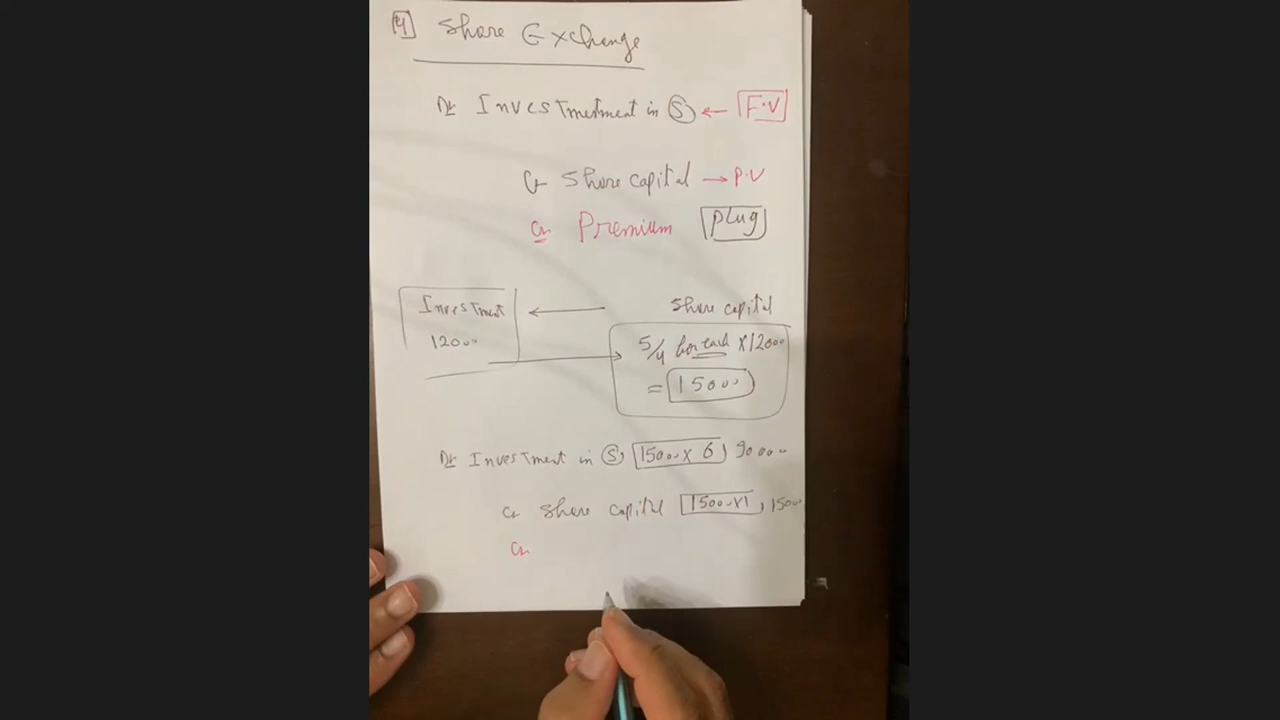 4 Share Exchange
Dr Investmetment in S ← F.V
Cr Share capital → P.V
Cr Premium plug
Investment ← Share capital
12000 → 5/4 for each × 12000
= 15000
Dr Investment in S, 15000 × 6, 90000
Cr Share capital 15000 × 1, 15000
Cr